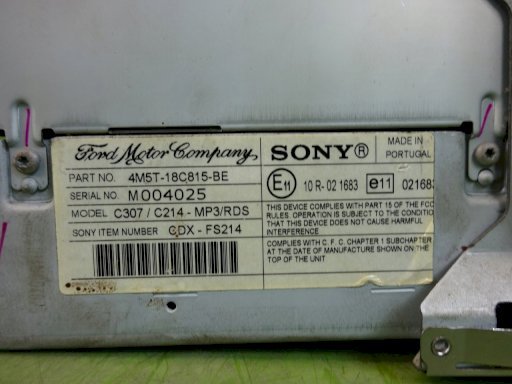 Ford Motor Company,
SONY®
MADE IN
PORTUGAL
PART NO. 4M5T-18C815-BE
SERIAL NO. M004025
MODEL C307 / C214 - MP3/RDS
SONY ITEM NUMBER CDX - FS214
E11 10 R- 02 1683 e11 02168
THIS DEVICE COMPLIES WITH PART 15 OF THE FCC
RULES. OPERATION IS SUBJECT TO THE CONDITIO
THAT THIS DEVICE DOES NOT CAUSE HARMFUL
INTERFERENCE
COMPLIES WITH C, F, C, CHAPTER 1 SUBCHAPTER
AT THE DATE OF MANUFACTURE SHOWN ON THE
TOP OF THE UNIT